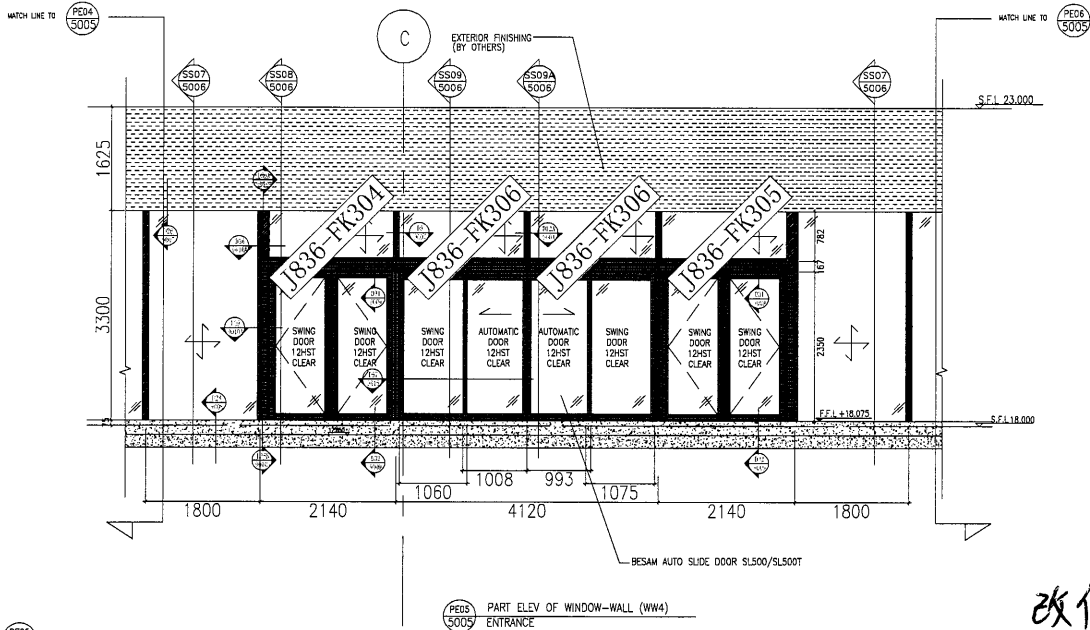 MATCH LINE TO
PE04
5005
MATCH LINE TO
PE06
5005
C
EXTERIOR FINISHING
(BY OTHERS)
SS07
5006
SS08
5006
SS09
5006
SS09A
5006
SS07
5006
S.F.L 23.000
1625
J836-FK304
J836-FK306
J836-FK306
J836-FK305
782
167
3300
2350
SWING
DOOR
12HST
CLEAR
SWING
DOOR
12HST
CLEAR
SWING
DOOR
12HST
CLEAR
AUTOMATIC
DOOR
12HST
CLEAR
AUTOMATIC
DOOR
12HST
CLEAR
SWING
DOOR
12HST
CLEAR
SWING
DOOR
12HST
CLEAR
SWING
DOOR
12HST
CLEAR
F.F.L +18.075
S.F.L 18.000
75
1060
1008
993
1075
1800
2140
4120
2140
1800
BESAM AUTO SLIDE DOOR SL500/SL500T
PE05
5005
PART ELEV OF WINDOW-WALL (WW4)
ENTRANCE
改